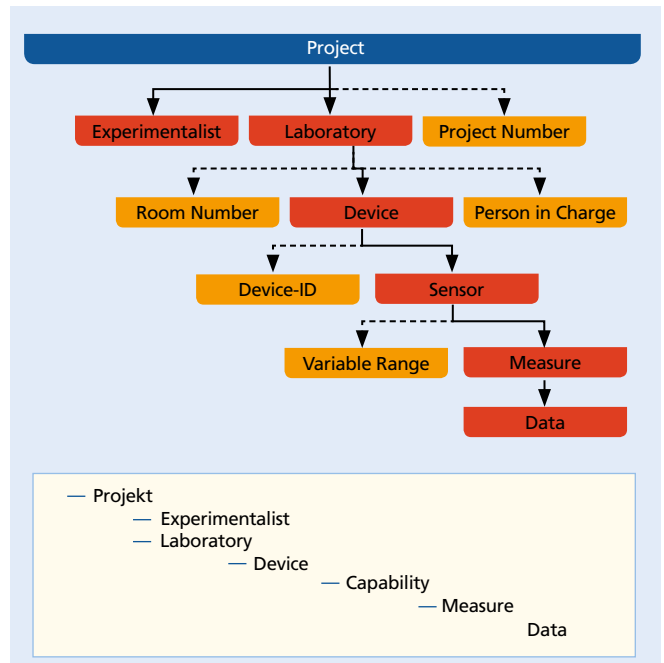 Project
Experimentalist Laboratory Project Number
Room Number Device Person in Charge
Device-ID Sensor
Variable Range Measure
Data
— Projekt
— Experimentalist
— Laboratory
— Device
— Capability
— Measure
Data